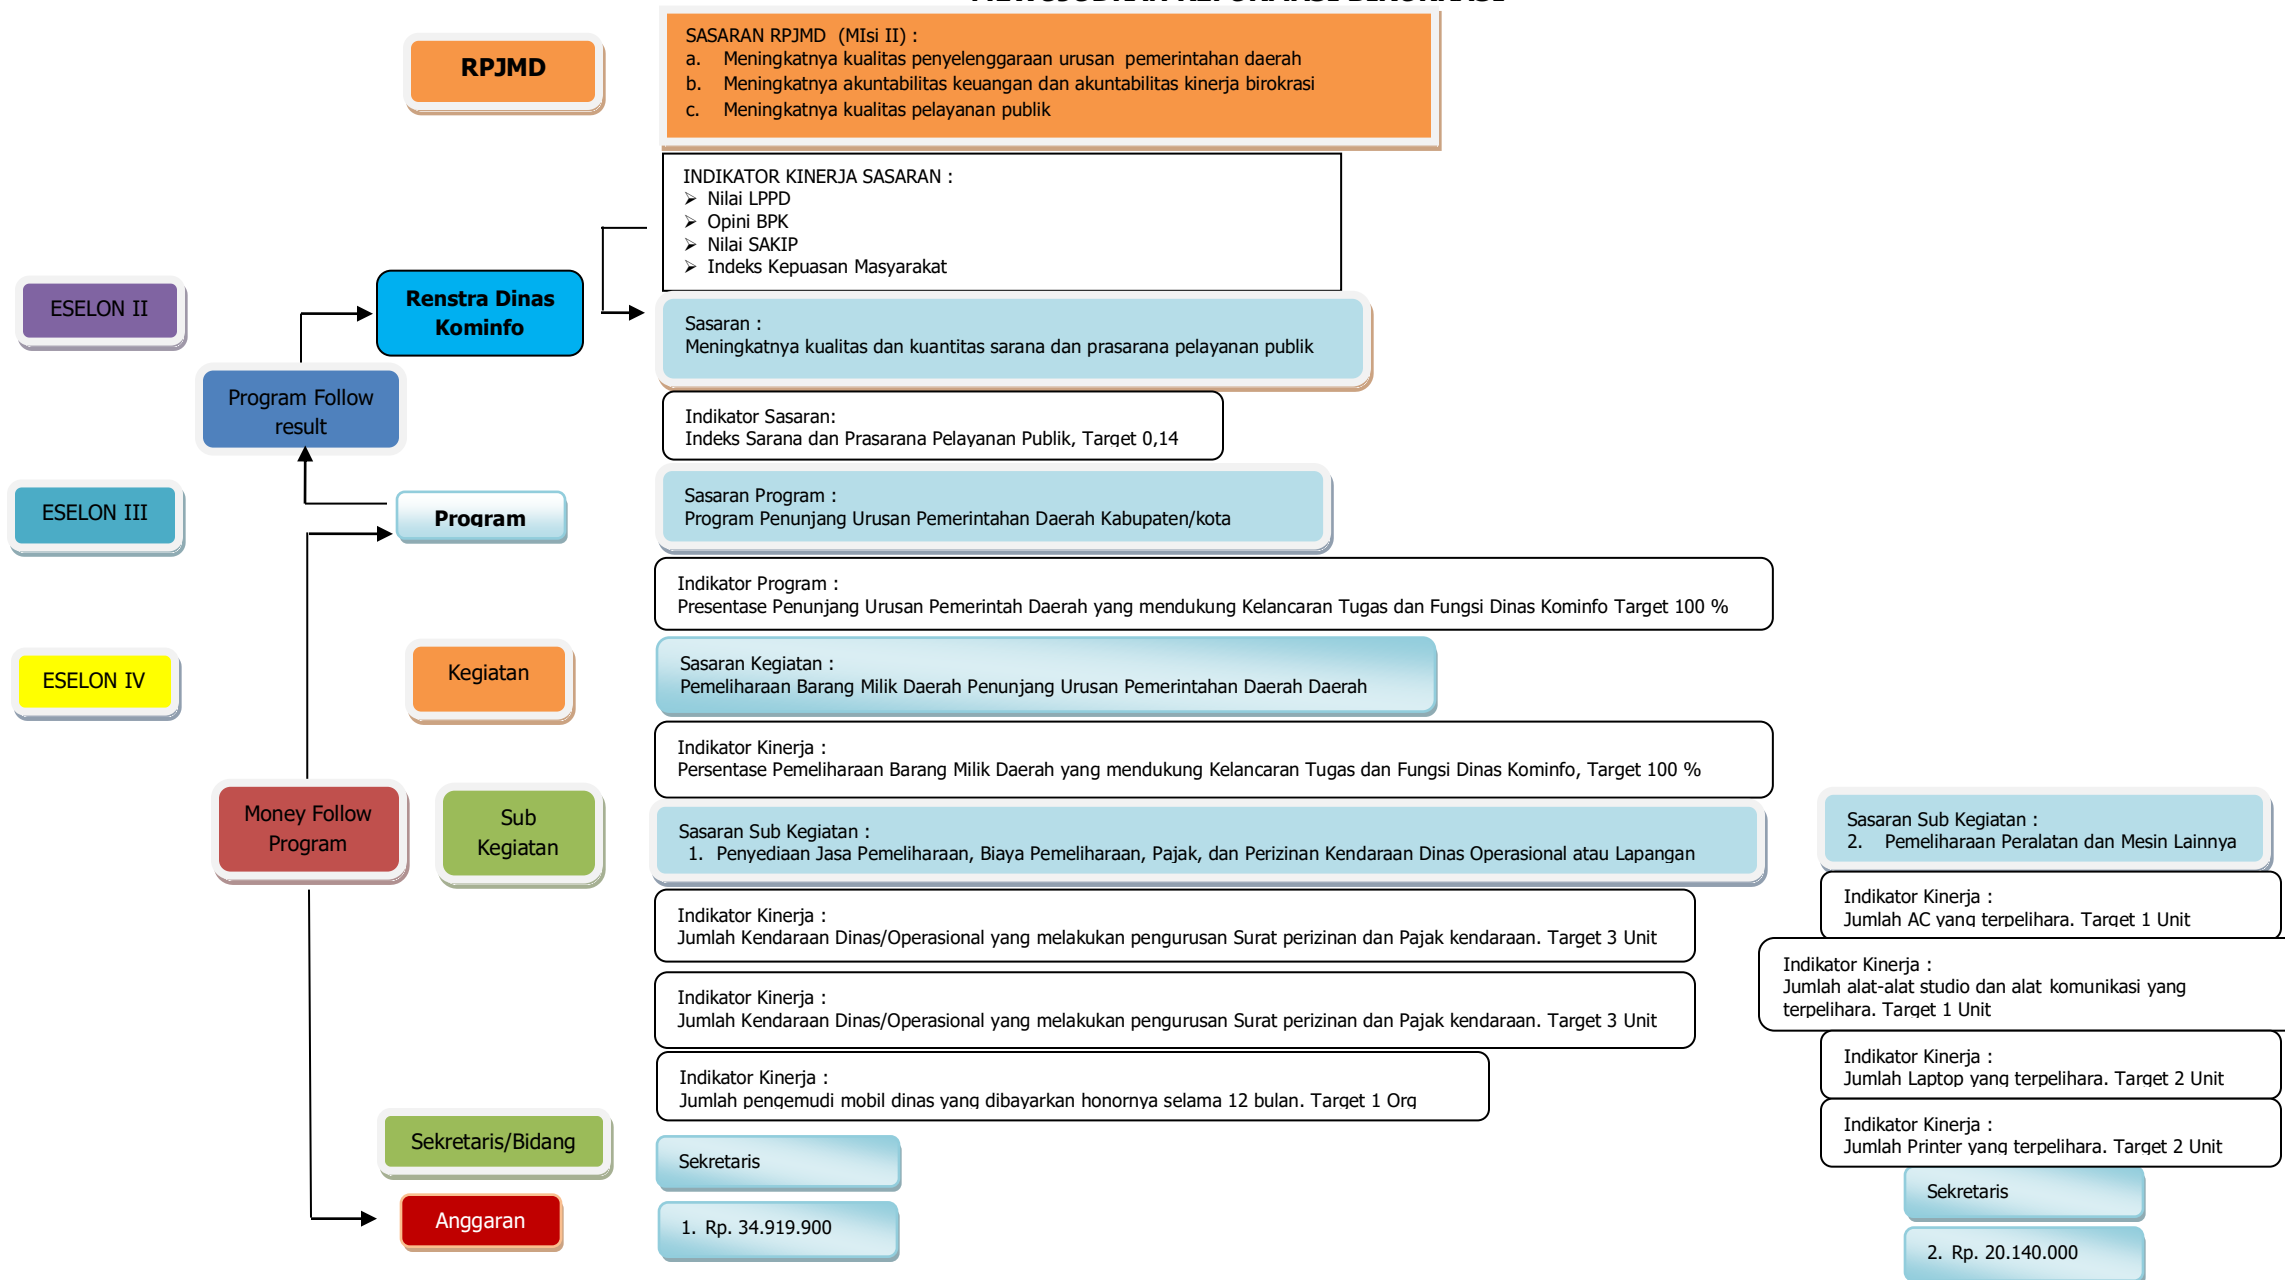 RPJMD
SASARAN RPJMD (MIsi II) :
a. Meningkatnya kualitas penyelenggaraan urusan pemerintahan daerah
b. Meningkatnya akuntabilitas keuangan dan akuntabilitas kinerja birokrasi
c. Meningkatnya kualitas pelayanan publik
INDIKATOR KINERJA SASARAN :
➢ Nilai LPPD
➢ Opini BPK
➢ Nilai SAKIP
➢ Indeks Kepuasan Masyarakat
ESELON II
Renstra Dinas
Kominfo
Sasaran :
Meningkatnya kualitas dan kuantitas sarana dan prasarana pelayanan publik
Program Follow
result
Indikator Sasaran:
Indeks Sarana dan Prasarana Pelayanan Publik, Target 0,14
ESELON III
Program
Sasaran Program :
Program Penunjang Urusan Pemerintahan Daerah Kabupaten/kota
Indikator Program :
Presentase Penunjang Urusan Pemerintah Daerah yang mendukung Kelancaran Tugas dan Fungsi Dinas Kominfo Target 100 %
ESELON IV
Kegiatan
Sasaran Kegiatan :
Pemeliharaan Barang Milik Daerah Penunjang Urusan Pemerintahan Daerah Daerah
Indikator Kinerja :
Persentase Pemeliharaan Barang Milik Daerah yang mendukung Kelancaran Tugas dan Fungsi Dinas Kominfo, Target 100 %
Money Follow
Program
Sub
Kegiatan
Sasaran Sub Kegiatan :
1. Penyediaan Jasa Pemeliharaan, Biaya Pemeliharaan, Pajak, dan Perizinan Kendaraan Dinas Operasional atau Lapangan
Sasaran Sub Kegiatan :
2. Pemeliharaan Peralatan dan Mesin Lainnya
Indikator Kinerja :
Jumlah Kendaraan Dinas/Operasional yang melakukan pengurusan Surat perizinan dan Pajak kendaraan. Target 3 Unit
Indikator Kinerja :
Jumlah AC yang terpelihara. Target 1 Unit
Indikator Kinerja :
Jumlah alat-alat studio dan alat komunikasi yang
terpelihara. Target 1 Unit
Indikator Kinerja :
Jumlah Kendaraan Dinas/Operasional yang melakukan pengurusan Surat perizinan dan Pajak kendaraan. Target 3 Unit
Indikator Kinerja :
Jumlah Laptop yang terpelihara. Target 2 Unit
Indikator Kinerja :
Jumlah pengemudi mobil dinas yang dibayarkan honornya selama 12 bulan. Target 1 Org
Indikator Kinerja :
Jumlah Printer yang terpelihara. Target 2 Unit
Sekretaris/Bidang
Sekretaris
Sekretaris
Anggaran
1. Rp. 34.919.900
2. Rp. 20.140.000